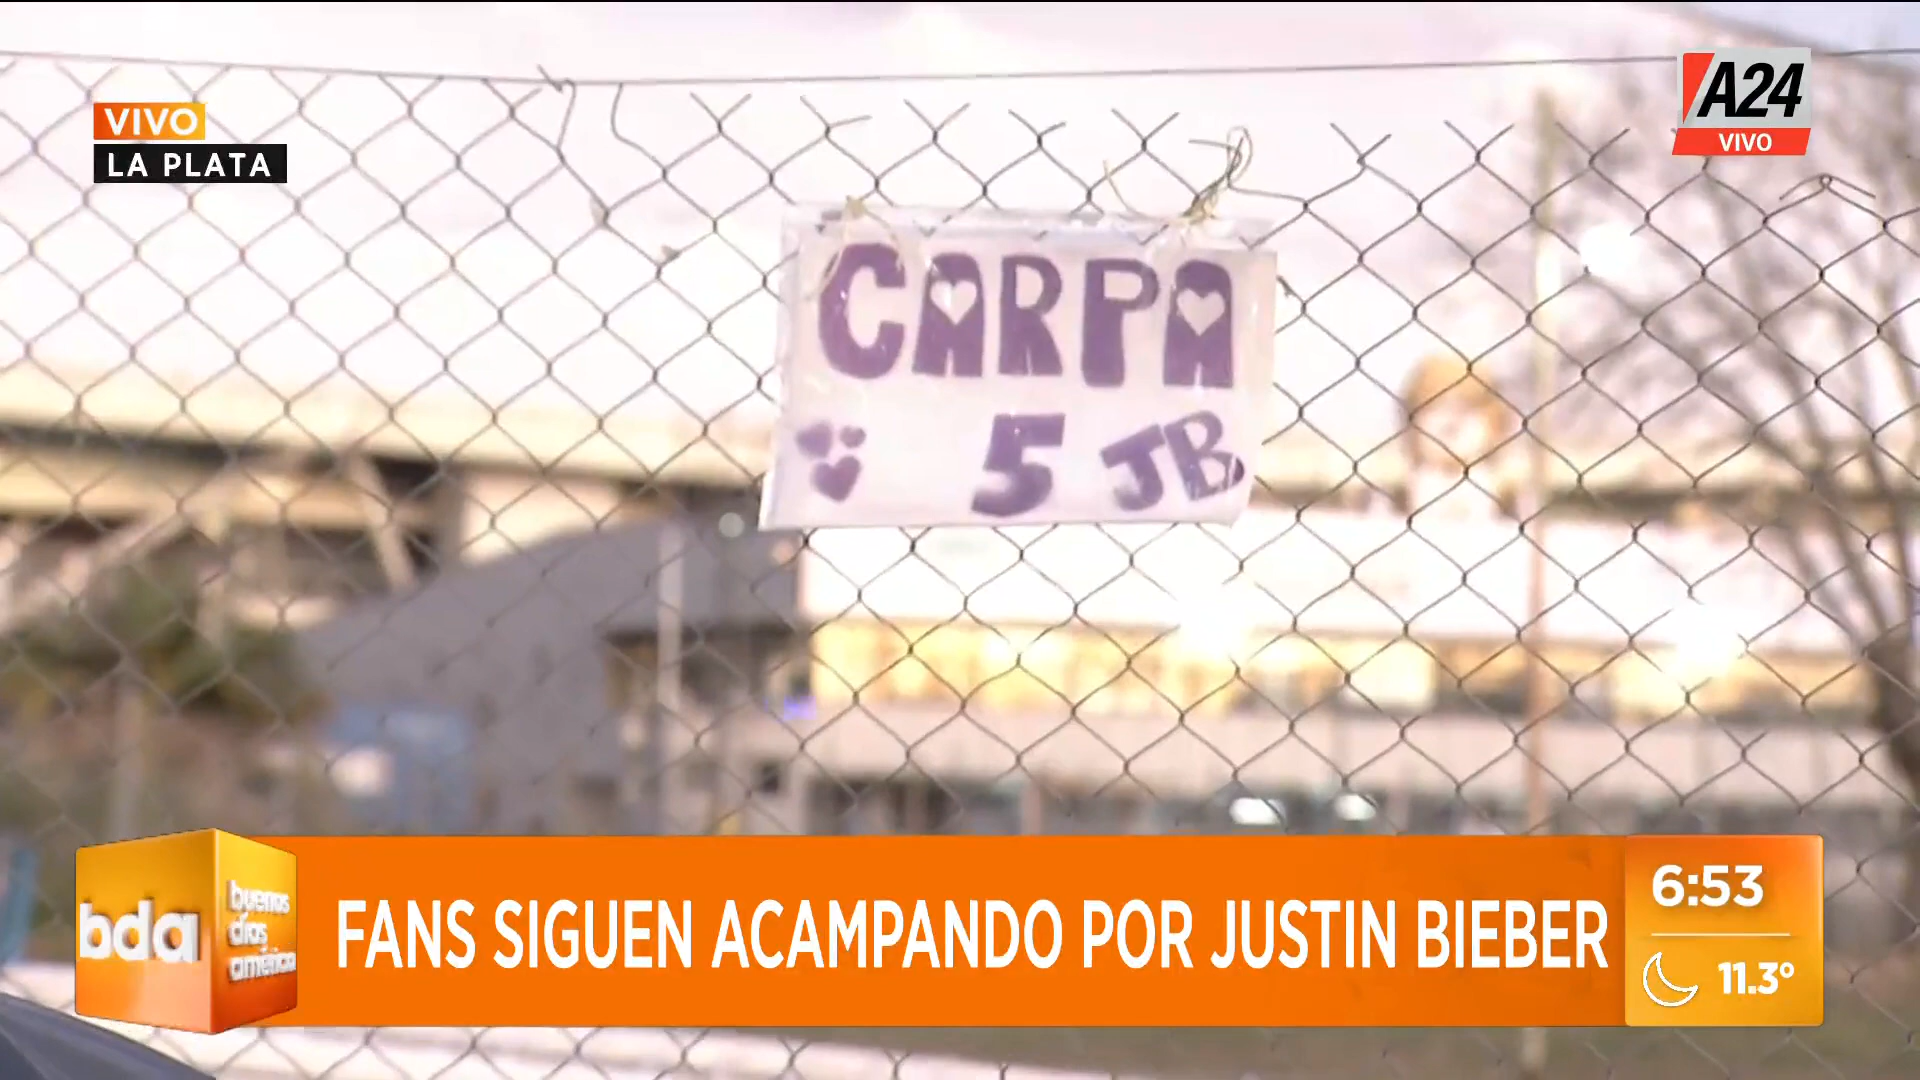 VIVO
LA PLATA
A24
VIVO
CARPA
5 JB
bda
buenos
días
américa
FANS SIGUEN ACAMPANDO POR JUSTIN BIEBER
6:53
11.3°